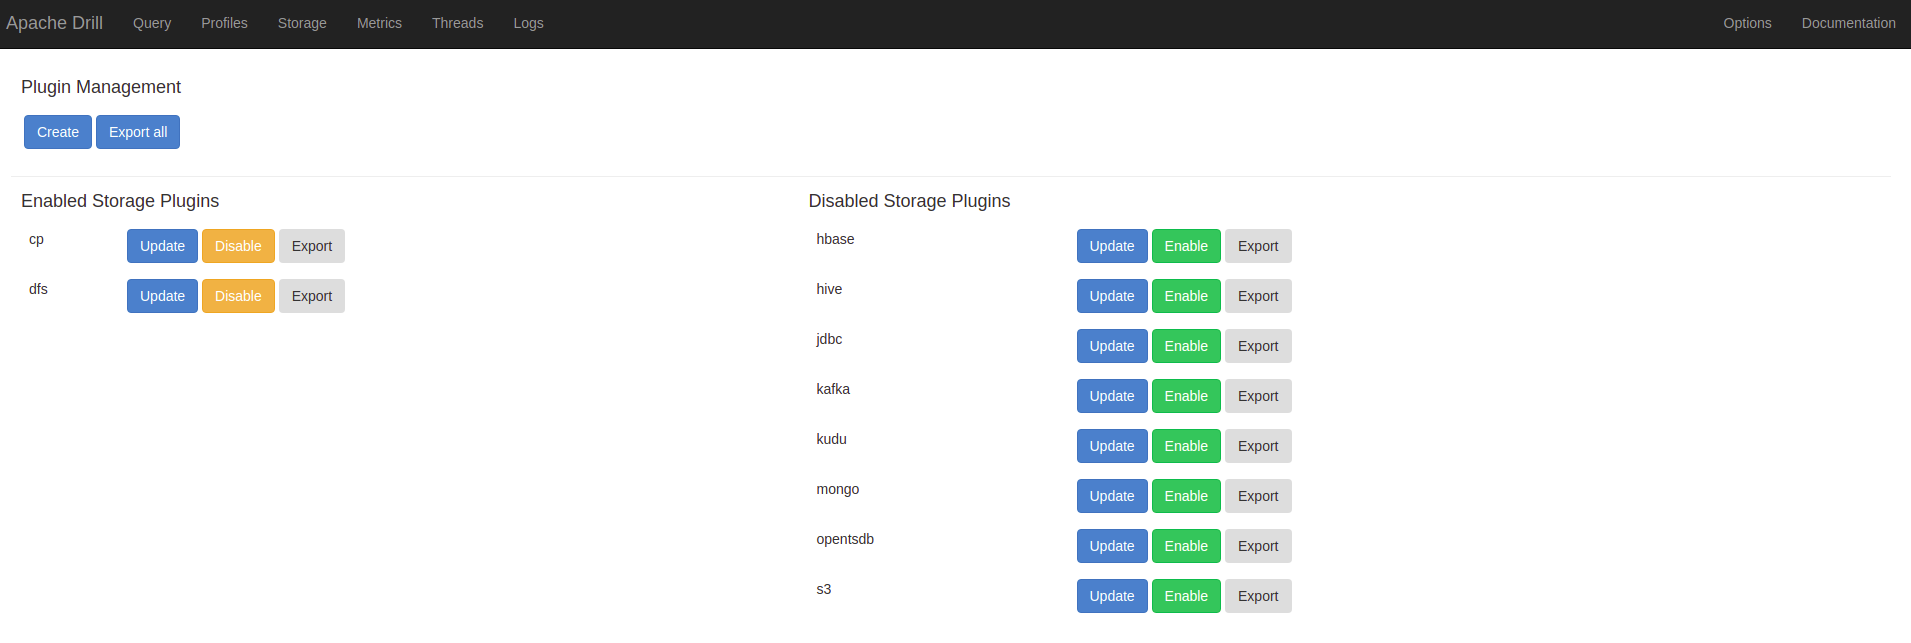 Apache Drill Query Profiles Storage Metrics Threads Logs Options Documentation
Plugin Management
Create Export all
Enabled Storage Plugins Disabled Storage Plugins
cp Update Disable Export hbase Update Enable Export
dfs Update Disable Export hive Update Enable Export
jdbc Update Enable Export
kafka Update Enable Export
kudu Update Enable Export
mongo Update Enable Export
opentsdb Update Enable Export
s3 Update Enable Export